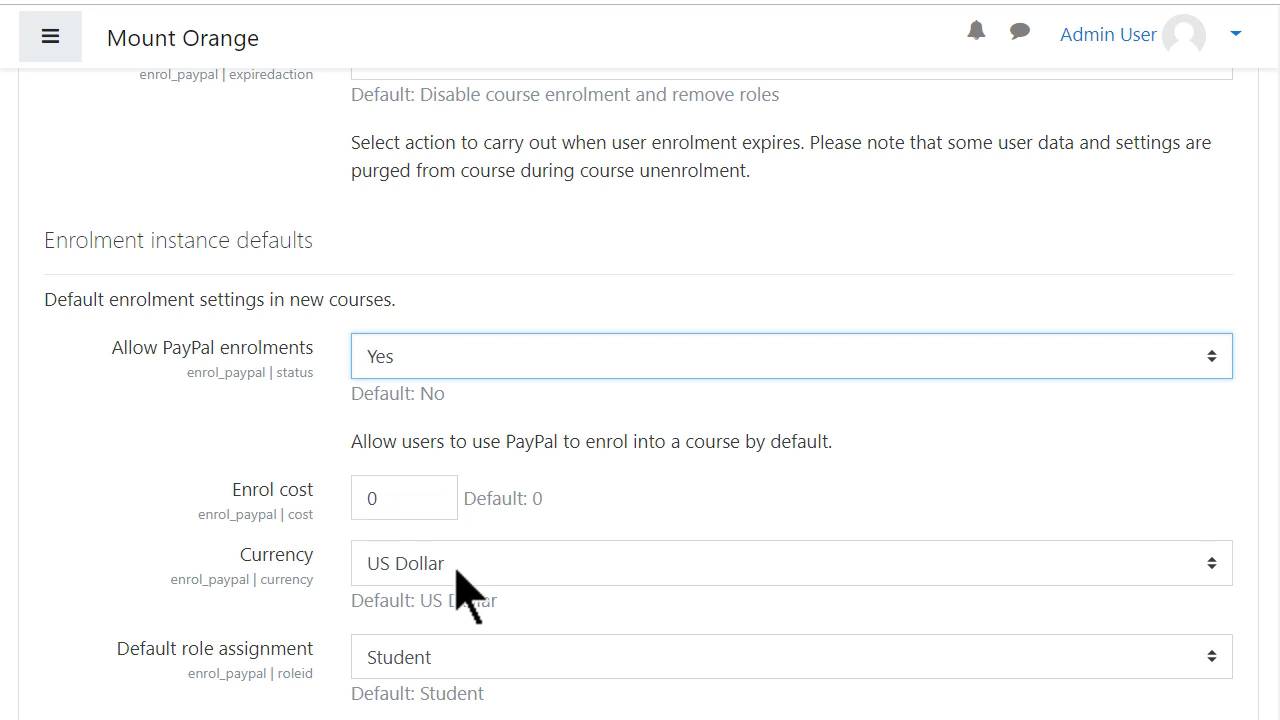 Mount Orange
Admin User
enrol_paypal | expiredaction
Default: Disable course enrolment and remove roles
Select action to carry out when user enrolment expires. Please note that some user data and settings are
purged from course during course unenrolment.
Enrolment instance defaults
Default enrolment settings in new courses.
Allow PayPal enrolments
Yes
enrol_paypal | status
Default: No
Allow users to use PayPal to enrol into a course by default.
Enrol cost
0 Default: 0
enrol_paypal | cost
Currency
US Dollar
enrol_paypal | currency
Default: US Dollar
Default role assignment
Student
enrol_paypal | roleid
Default: Student